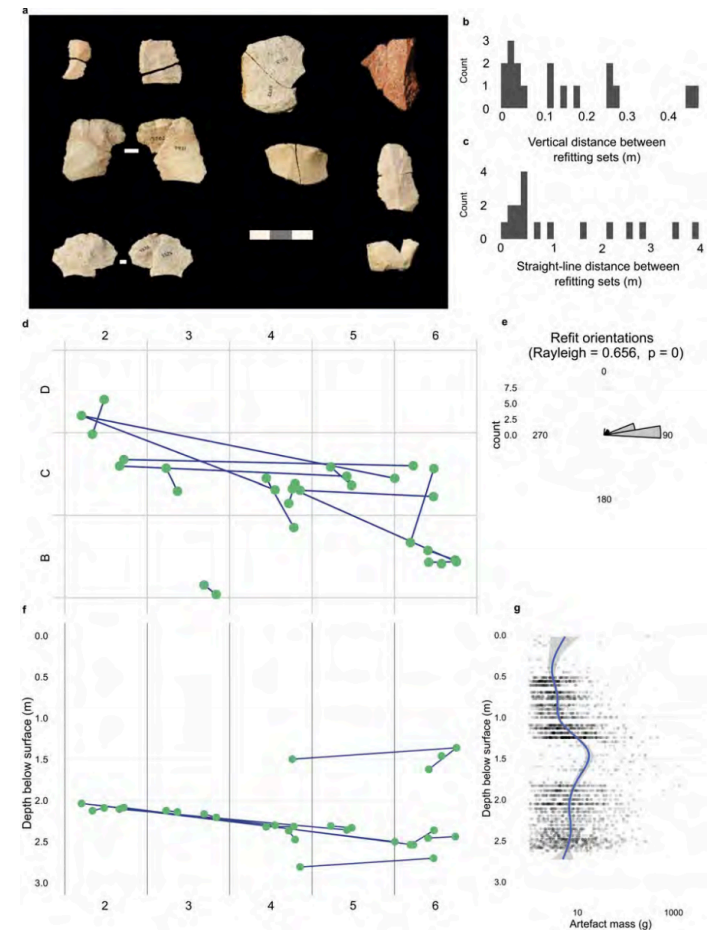 a
b
3
2
1
0
Count
0
0.1
0.2
0.3
0.4
Vertical distance between
refitting sets (m)
c
4
2
0
Count
0
1
2
3
4
Straight-line distance between
refitting sets (m)
d
2
3
4
5
6
D
C
B
e
Refit orientations
(Rayleigh = 0.656, p = 0)
0
7.5
5.0
2.5
0.0
count
270
90
180
f
0.0
0.5
1.0
1.5
2.0
2.5
3.0
Depth below surface (m)
2
3
4
5
6
g
0.0
0.5
1.0
1.5
2.0
2.5
3.0
Depth below surface (m)
10
1000
Artefact mass (g)